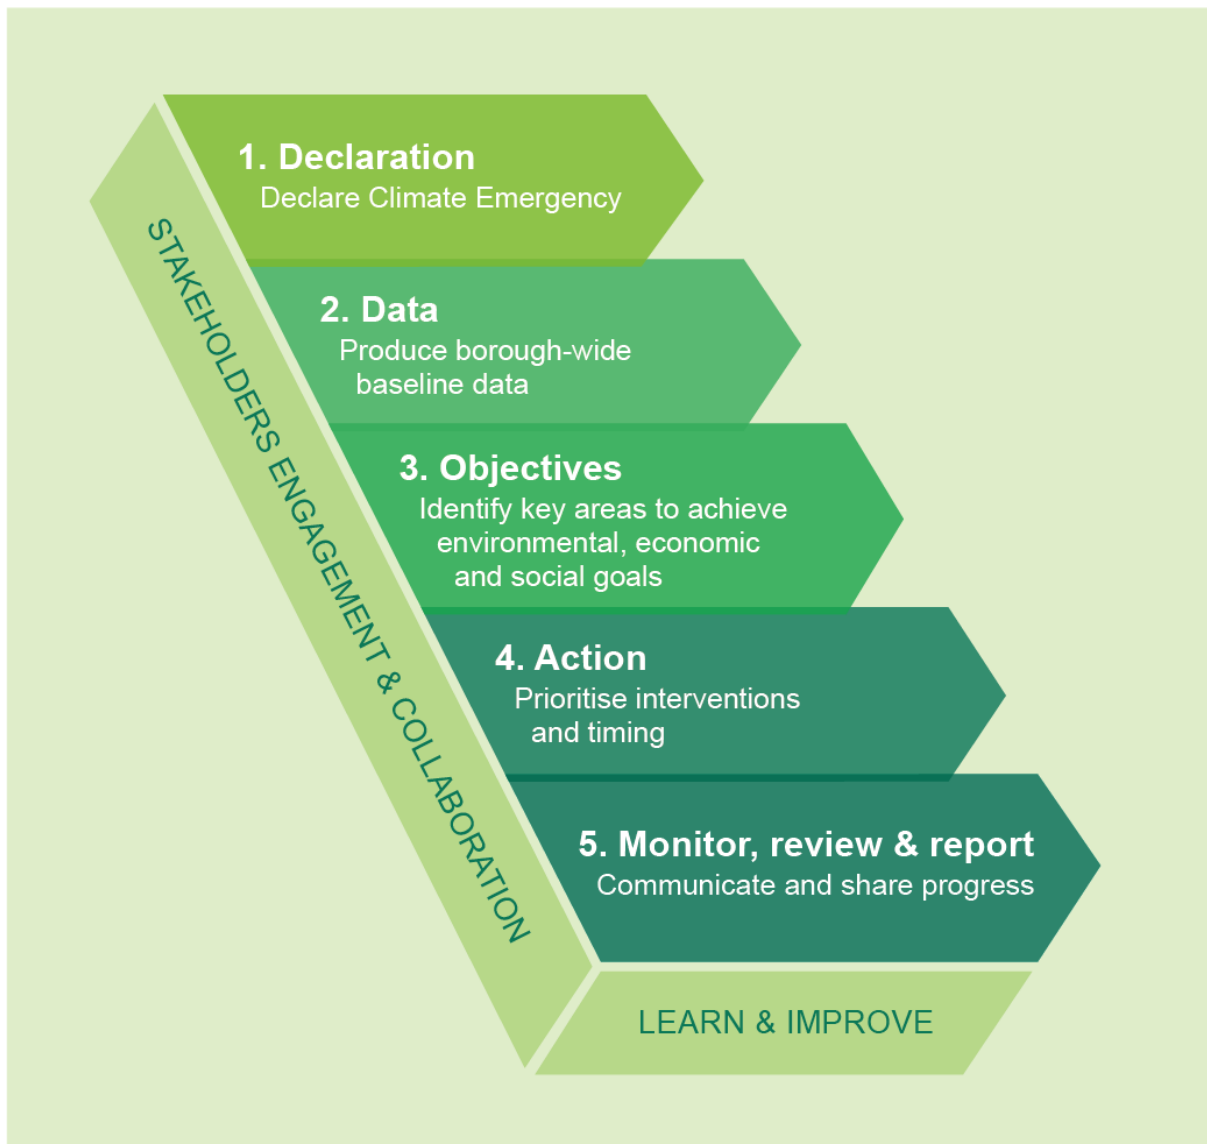 1. Declaration
Declare Climate Emergency
2. Data
Produce borough-wide
baseline data
3. Objectives
Identify key areas to achieve
environmental, economic
and social goals
4. Action
Prioritise interventions
and timing
5. Monitor, review & report
Communicate and share progress
STAKEHOLDERS ENGAGEMENT & COLLABORATION
LEARN & IMPROVE